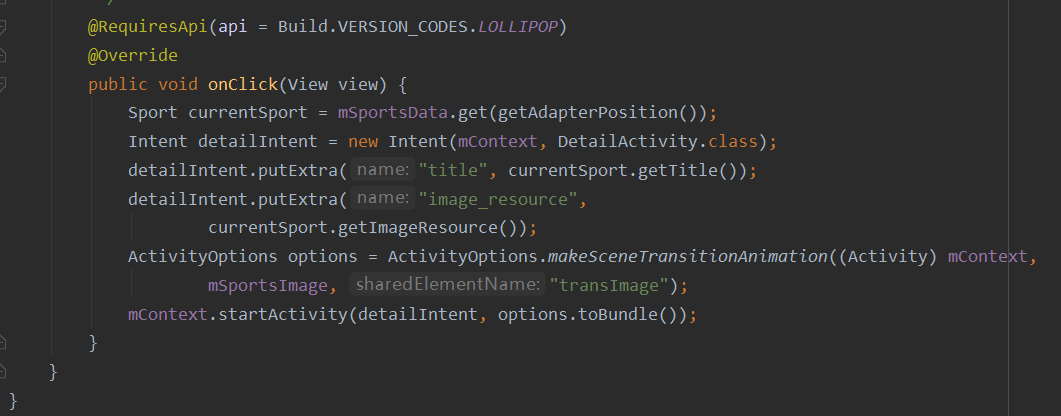 @RequiresApi(api = Build.VERSION_CODES.LOLLIPOP)
@Override
public void onClick(View view) {
Sport currentSport = mSportsData.get(getAdapterPosition());
Intent detailIntent = new Intent(mContext, DetailActivity.class);
detailIntent.putExtra( name: "title", currentSport.getTitle());
detailIntent.putExtra( name: "image_resource",
currentSport.getImageResource());
ActivityOptions options = ActivityOptions.makeSceneTransitionAnimation((Activity) mContext,
mSportsImage, sharedElementName: "transImage");
mContext.startActivity(detailIntent, options.toBundle());
}
}
}